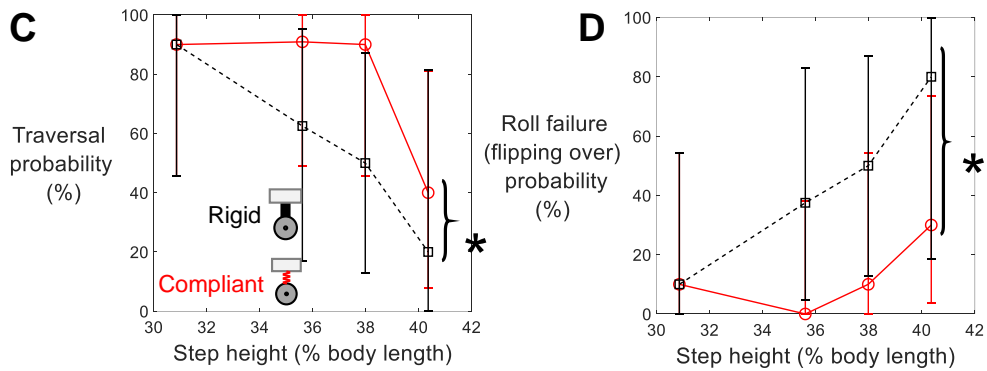 C
100
80
60
40
20
0
Traversal
probability
(%)
Rigid
Compliant
*
30
32
34
36
38
40
42
Step height (% body length)
D
100
80
60
40
20
0
Roll failure
(flipping over)
probability
(%)
*
30
32
34
36
38
40
42
Step height (% body length)